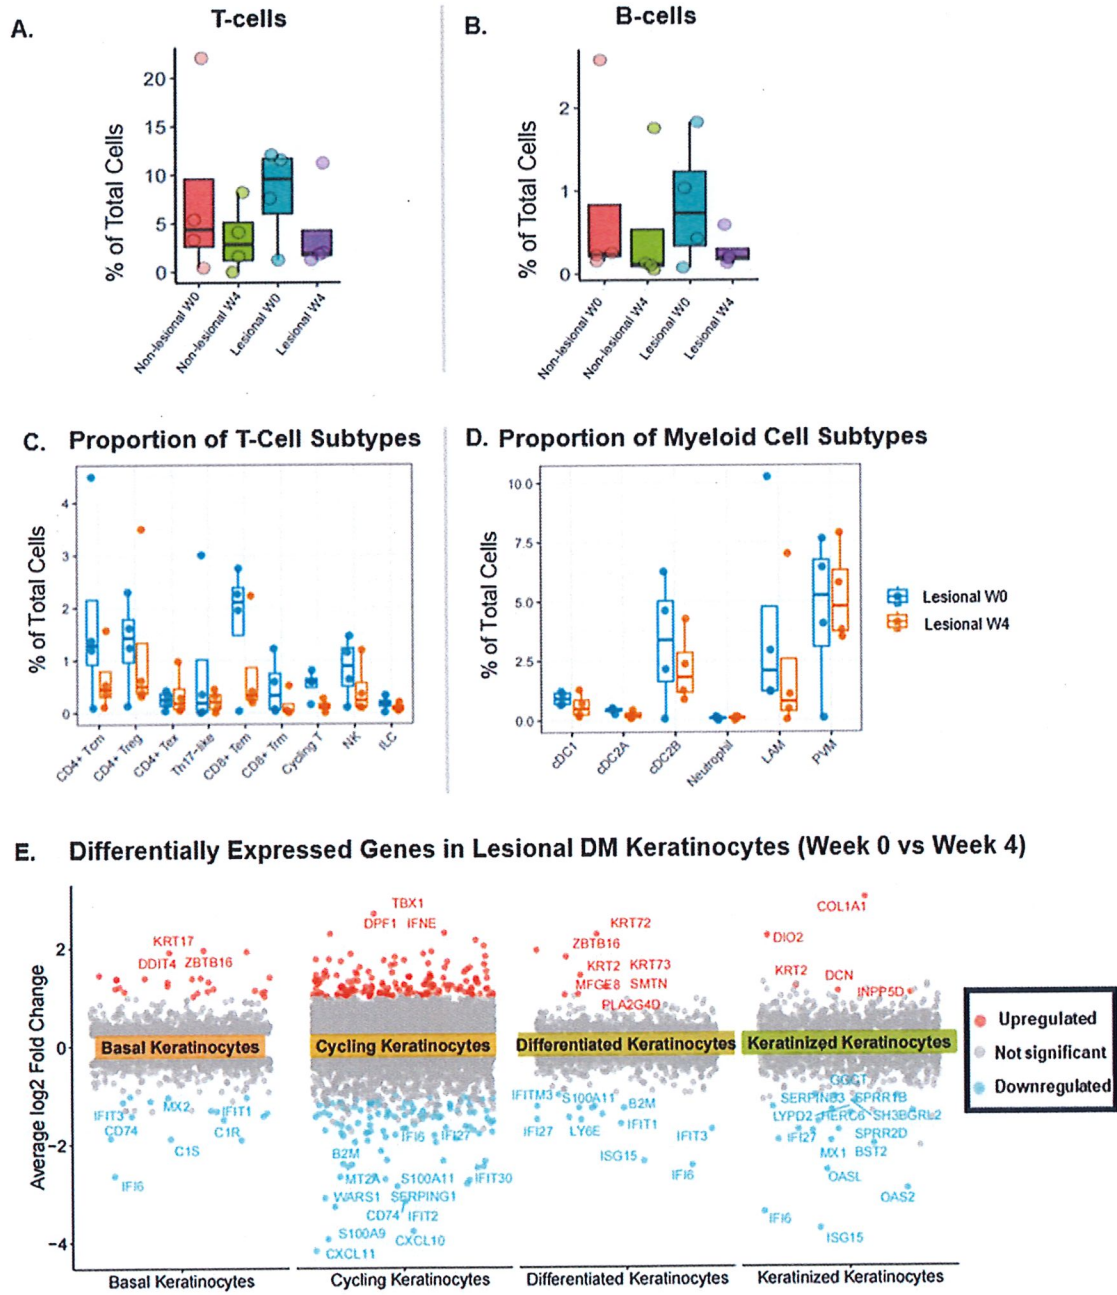 A.
T-cells
% of Total Cells
20
15
10
5
0
Non-lesional W0
Non-lesional W4
Lesional W0
Lesional W4
B.
B-cells
% of Total Cells
2
1
0
Non-lesional W0
Non-lesional W4
Lesional W0
Lesional W4
C. Proportion of T-Cell Subtypes
% of Total Cells
4
3
2
1
0
CD4+ Tcm
CD4+ Treg
CD4+ Tex
Th17-like
CD8+ Tem
CD8+ Trm
Cycling T
NK
ILC
D. Proportion of Myeloid Cell Subtypes
% of Total Cells
10.0
7.5
5.0
2.5
0.0
cDC1
cDC2A
cDC2B
Neutrophil
LAM
PVM
Lesional W0
Lesional W4
E. Differentially Expressed Genes in Lesional DM Keratinocytes (Week 0 vs Week 4)
Average log2 Fold Change
2
0
−2
−4
KRT17
DDIT4 ZBTB16
Basal Keratinocytes
IFIT3 MX2 IFIT1
CD74 C1R
C1S
IFI6
Basal Keratinocytes
TBX1
DPF1 IFNE
Cycling Keratinocytes
IFI6 IFI27
B2M
MT2A S100A11 IFIT30
WARS1 SERPING1
CD74 IFIT2
S100A9 CXCL10
CXCL11
Cycling Keratinocytes
KRT72
ZBTB16
KRT2 KRT73
MFGE8 SMTN
PLA2G4D
Differentiated Keratinocytes
IFITM3 S100A11 B2M
IFI27 LY6E IFIT1 IFIT3
ISG15
IFI6
Differentiated Keratinocytes
COL1A1
DIO2
KRT2 DCN
INPP5D
Keratinized Keratinocytes
GGCT
SERPINB3 SPRR1B
LYPD2 HERC6 SH3BGRL2
IFI27 SPRR2D
MX1 BST2
OASL
OAS2
IFI6
ISG15
Keratinized Keratinocytes
Upregulated
Not significant
Downregulated